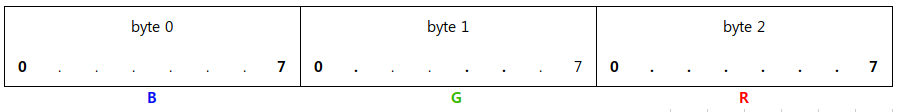 byte 0 byte 1 byte 2
0 . . . . . . 7 0 . . . . . . 7 0 . . . . . . 7
B G R